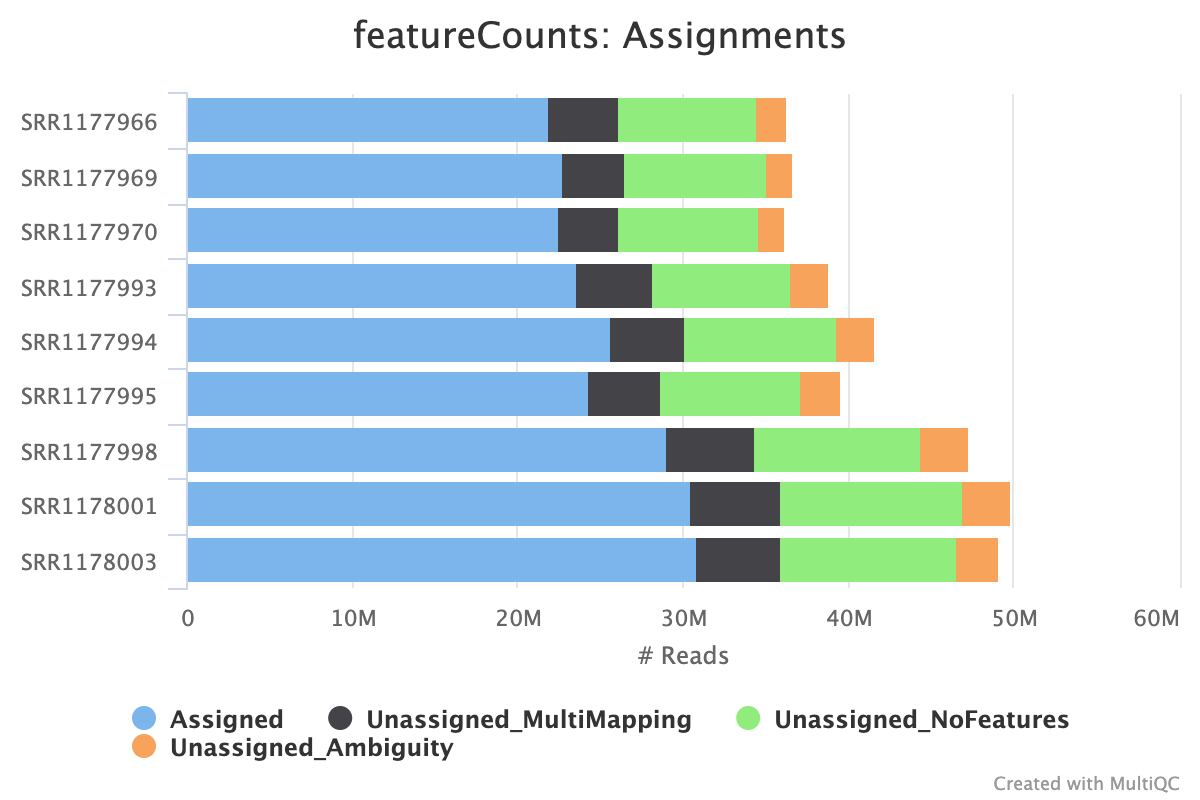 featureCounts: Assignments
SRR1177966
SRR1177969
SRR1177970
SRR1177993
SRR1177994
SRR1177995
SRR1177998
SRR1178001
SRR1178003
0 10M 20M 30M 40M 50M 60M
# Reads
Assigned Unassigned_MultiMapping Unassigned_NoFeatures
Unassigned_Ambiguity
Created with MultiQC